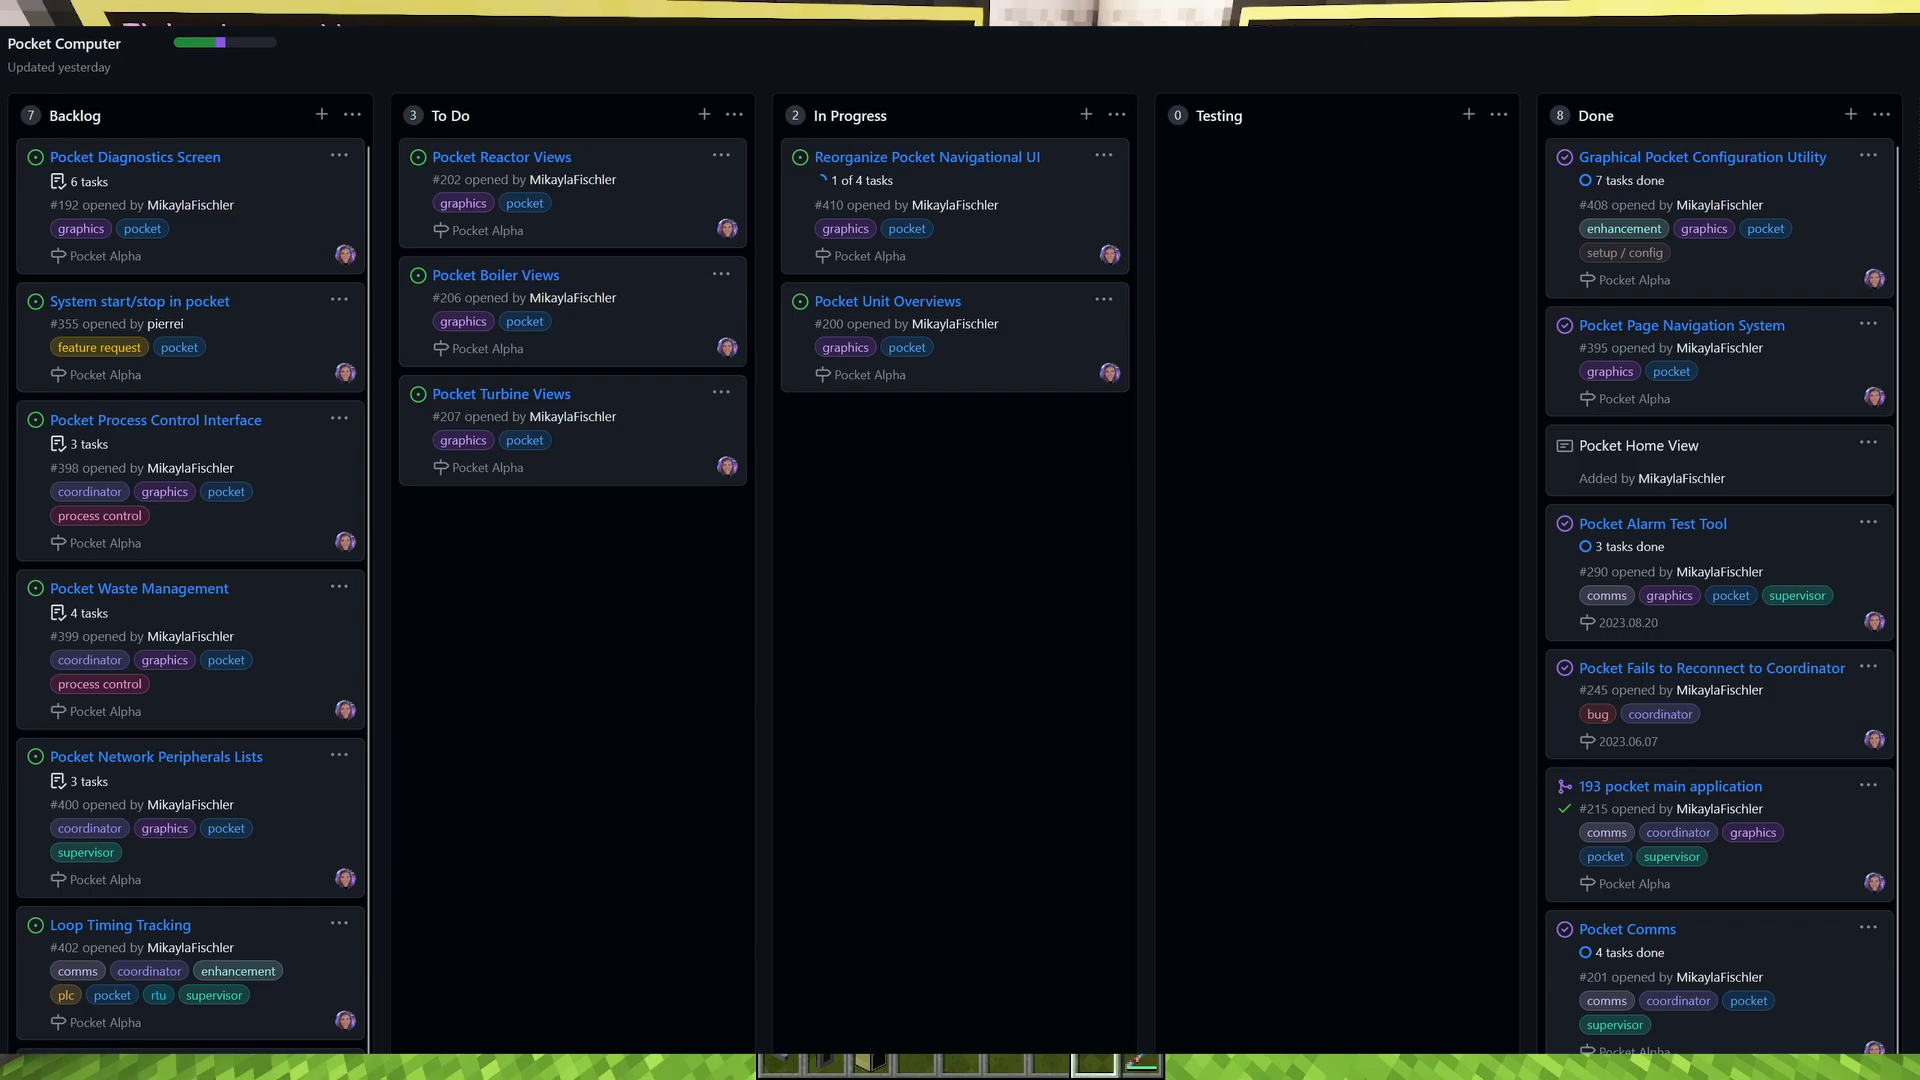 Pocket Computer
Updated yesterday
7 Backlog
Pocket Diagnostics Screen
6 tasks
#192 opened by MikaylaFischler
graphics pocket
Pocket Alpha
System start/stop in pocket
#355 opened by pierrei
feature request pocket
Pocket Alpha
Pocket Process Control Interface
3 tasks
#398 opened by MikaylaFischler
coordinator graphics pocket
process control
Pocket Alpha
Pocket Waste Management
4 tasks
#399 opened by MikaylaFischler
coordinator graphics pocket
process control
Pocket Alpha
Pocket Network Peripherals Lists
3 tasks
#400 opened by MikaylaFischler
coordinator graphics pocket
supervisor
Pocket Alpha
Loop Timing Tracking
#402 opened by MikaylaFischler
comms coordinator enhancement
plc pocket rtu supervisor
Pocket Alpha
3 To Do
Pocket Reactor Views
#202 opened by MikaylaFischler
graphics pocket
Pocket Alpha
Pocket Boiler Views
#206 opened by MikaylaFischler
graphics pocket
Pocket Alpha
Pocket Turbine Views
#207 opened by MikaylaFischler
graphics pocket
Pocket Alpha
2 In Progress
Reorganize Pocket Navigational UI
1 of 4 tasks
#410 opened by MikaylaFischler
graphics pocket
Pocket Alpha
Pocket Unit Overviews
#200 opened by MikaylaFischler
graphics pocket
Pocket Alpha
0 Testing
8 Done
Graphical Pocket Configuration Utility
7 tasks done
#408 opened by MikaylaFischler
enhancement graphics pocket
setup / config
Pocket Alpha
Pocket Page Navigation System
#395 opened by MikaylaFischler
graphics pocket
Pocket Alpha
Pocket Home View
Added by MikaylaFischler
Pocket Alarm Test Tool
3 tasks done
#290 opened by MikaylaFischler
comms graphics pocket supervisor
2023.08.20
Pocket Fails to Reconnect to Coordinator
#245 opened by MikaylaFischler
bug coordinator
2023.06.07
193 pocket main application
#215 opened by MikaylaFischler
comms coordinator graphics
pocket supervisor
Pocket Alpha
Pocket Comms
4 tasks done
#201 opened by MikaylaFischler
comms coordinator pocket
supervisor
Pocket Alpha